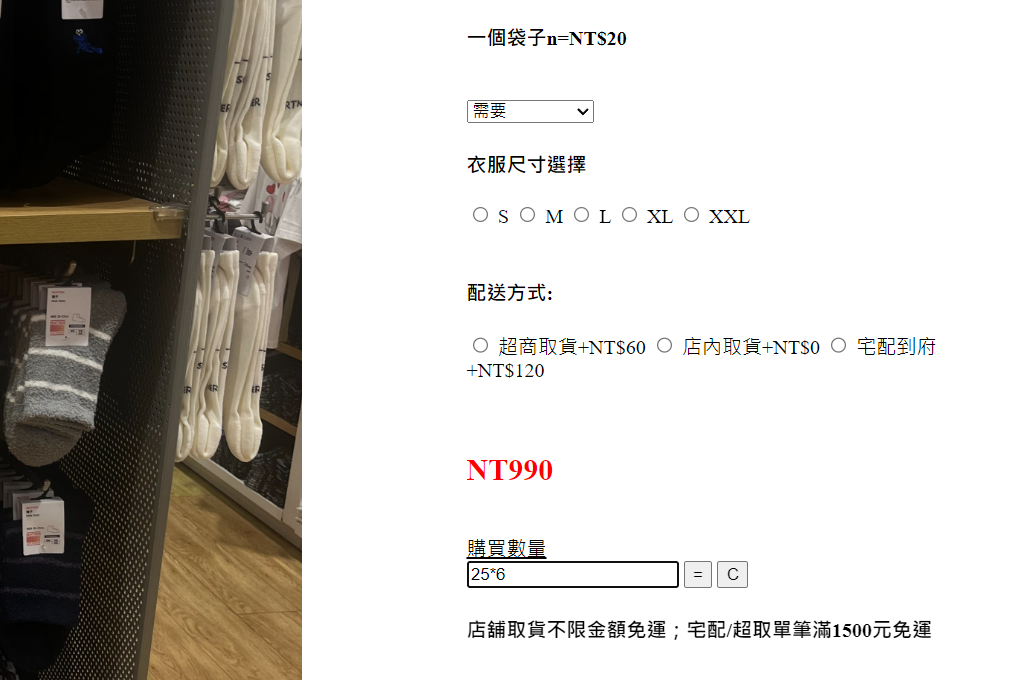 一個袋子n=NT$20
需要
衣服尺寸選擇
S M L XL XXL
配送方式:
超商取貨+NT$60 店內取貨+NT$0 宅配到府
+NT$120
NT990
購買數量
25*6 = C
店舖取貨不限金額免運；宅配/超取單筆滿1500元免運